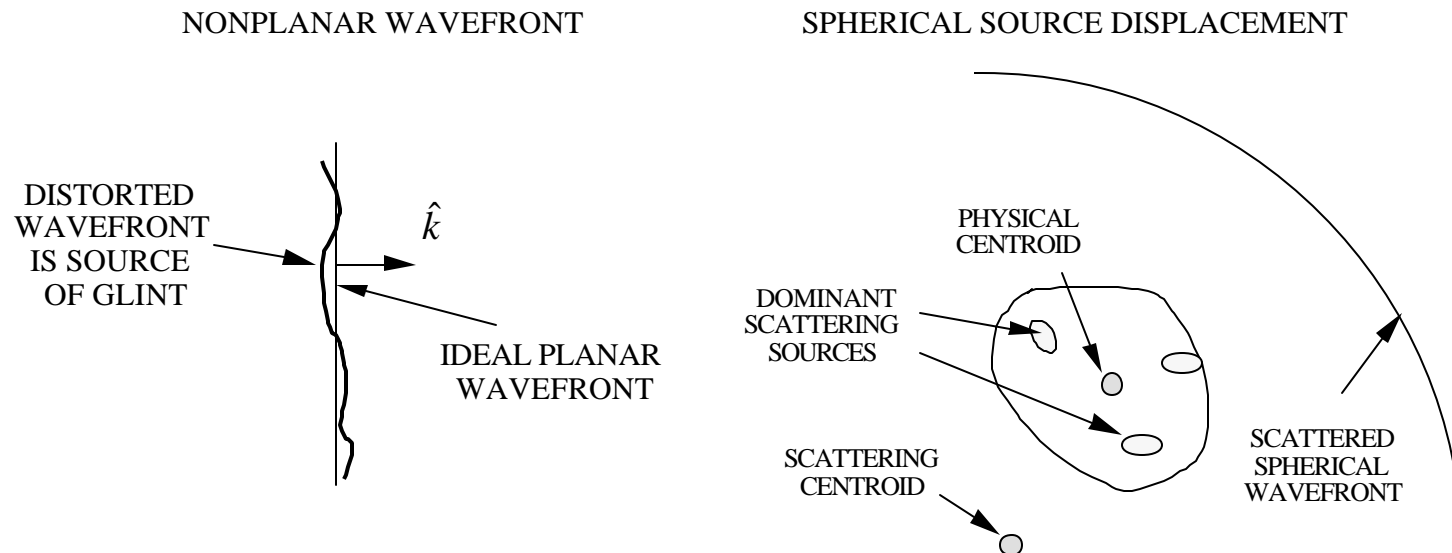 NONPLANAR WAVEFRONT
SPHERICAL SOURCE DISPLACEMENT
DISTORTED
WAVEFRONT
IS SOURCE
OF GLINT
k̂
IDEAL PLANAR
WAVEFRONT
PHYSICAL
CENTROID
DOMINANT
SCATTERING
SOURCES
SCATTERING
CENTROID
SCATTERED
SPHERICAL
WAVEFRONT